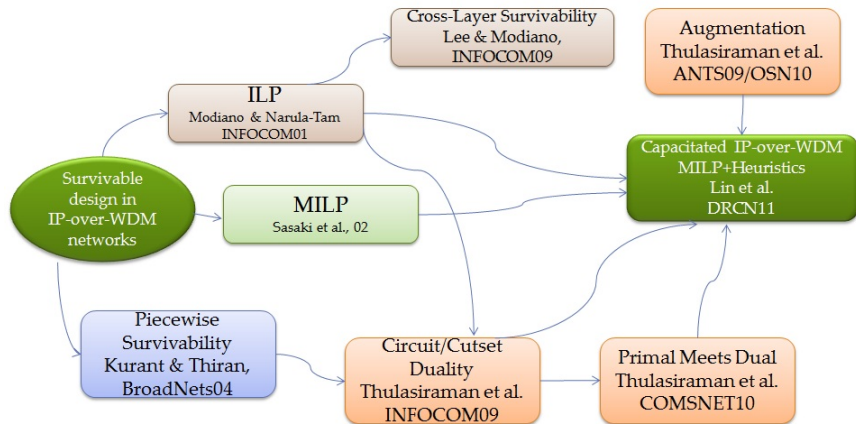 Cross-Layer Survivability
Lee & Modiano,
INFOCOM09
Augmentation
Thulasiraman et al.
ANTS09/OSN10
ILP
Modiano & Narula-Tam
INFOCOM01
Capacitated IP-over-WDM
MILP+Heuristics
Lin et al.
DRCN11
Survivable
design in
IP-over-WDM
networks
MILP
Sasaki et al., 02
Piecewise
Survivability
Kurant & Thiran,
BroadNets04
Circuit/Cutset
Duality
Thulasiraman et al.
INFOCOM09
Primal Meets Dual
Thulasiraman et al.
COMSNET10